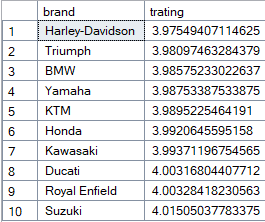 brand trating
1 Harley-Davidson 3.97549407114625
2 Triumph 3.98097463284379
3 BMW 3.98575233022637
4 Yamaha 3.98753387533875
5 KTM 3.9895225464191
6 Honda 3.9920645595158
7 Kawasaki 3.99371196754565
8 Ducati 4.00316804407712
9 Royal Enfield 4.00328418230563
10 Suzuki 4.01505037783375